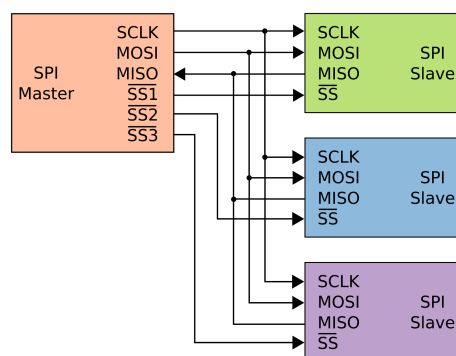 SPI
Master
SCLK
MOSI
MISO
SS1
SS2
SS3
SCLK
MOSI
MISO
SS
SPI
Slave
SCLK
MOSI
MISO
SS
SPI
Slave
SCLK
MOSI
MISO
SS
SPI
Slave